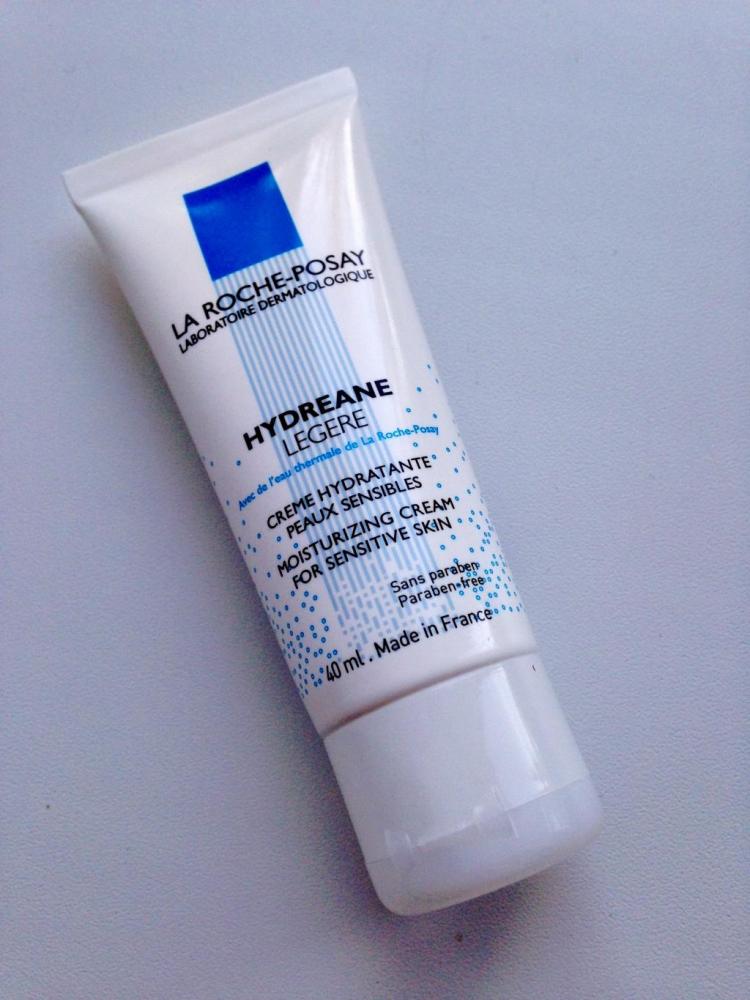 LA ROCHE-POSAY
LABORATOIRE DERMATOLOGIQUE
HYDREANE
LEGERE
Avec de l'eau thermale de La Roche-Posay
CREME HYDRATANTE
PEAUX SENSIBLES
MOISTURIZING CREAM
FOR SENSITIVE SKIN
Sans paraben
Paraben-free
40 ml . Made in France